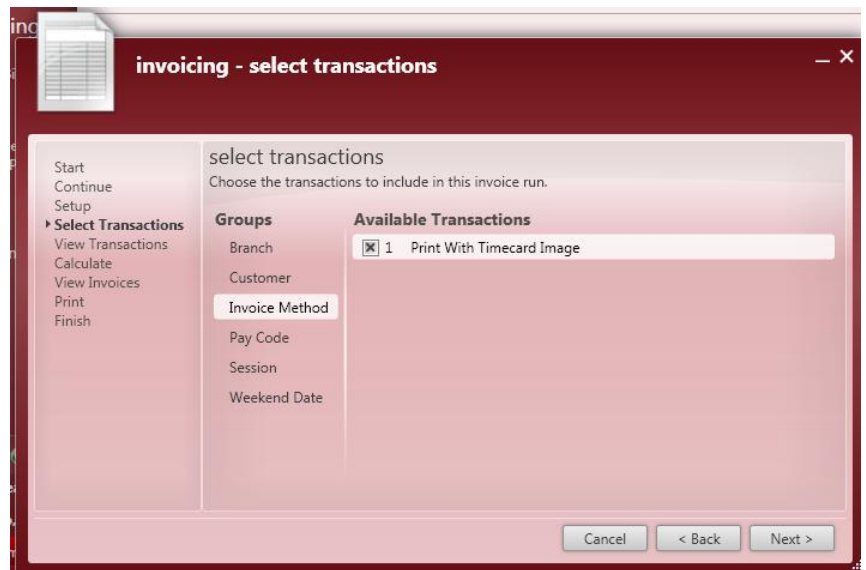 ing
invoicing - select transactions
Start
Continue
Setup
Select Transactions
View Transactions
Calculate
View Invoices
Print
Finish
select transactions
Choose the transactions to include in this invoice run.
Groups
Branch
Customer
Invoice Method
Pay Code
Session
Weekend Date
Available Transactions
1 Print With Timecard Image
Cancel
< Back
Next >